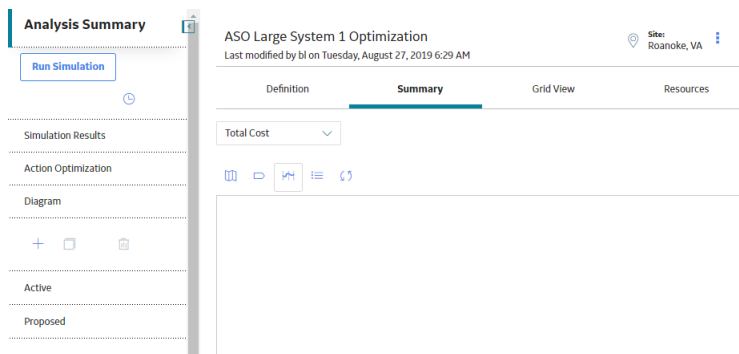 Analysis Summary
Run Simulation
Simulation Results
Action Optimization
Diagram
Active
Proposed
ASO Large System 1 Optimization
Last modified by bl on Tuesday, August 27, 2019 6:29 AM
Site:
Roanoke, VA
Definition Summary Grid View Resources
Total Cost